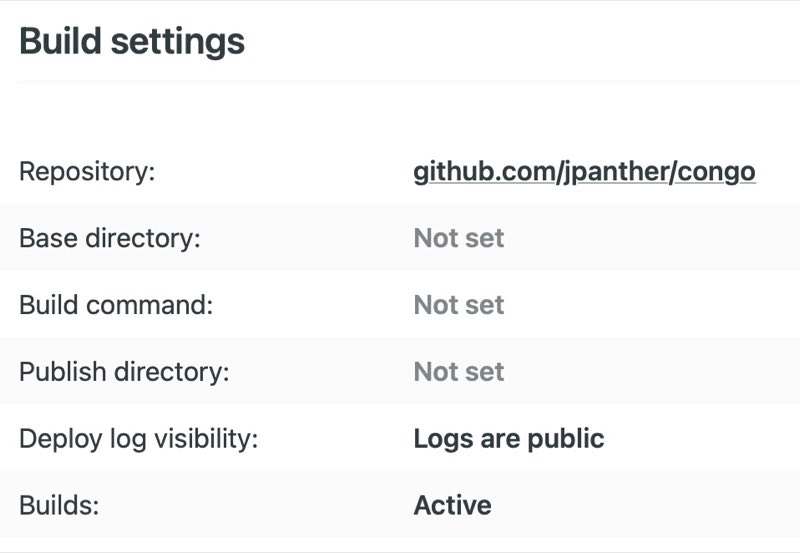 Build settings
Repository: github.com/jpanther/congo
Base directory: Not set
Build command: Not set
Publish directory: Not set
Deploy log visibility: Logs are public
Builds: Active